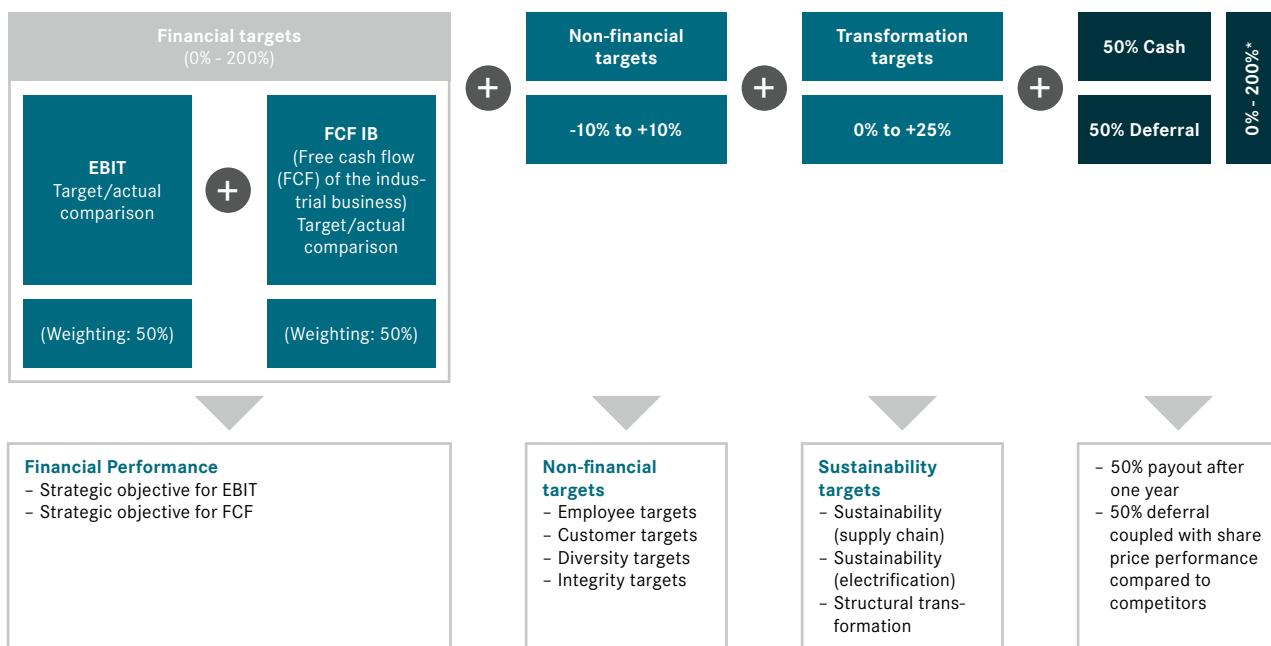 Financial targets
(0% - 200%)
EBIT
Target/actual
comparison
+
FCF IB
(Free cash flow
(FCF) of the indus-
trial business)
Target/actual
comparison
(Weighting: 50%)
(Weighting: 50%)
+
Non-financial
targets
-10% to +10%
+
Transformation
targets
0% to +25%
+
50% Cash
50% Deferral
0% - 200%*
Financial Performance
– Strategic objective for EBIT
– Strategic objective for FCF
Non-financial
targets
– Employee targets
– Customer targets
– Diversity targets
– Integrity targets
Sustainability
targets
– Sustainability
(supply chain)
– Sustainability
(electrification)
– Structural trans-
formation
– 50% payout after
one year
– 50% deferral
coupled with share
price performance
compared to
competitors